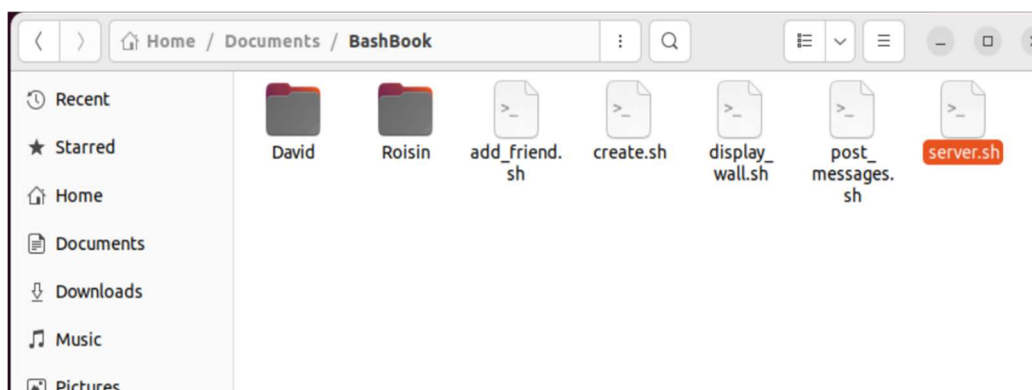 Home / Documents / BashBook
Recent
Starred
Home
Documents
Downloads
Music
Pictures
David
Roisin
add_friend.
sh
create.sh
display_
wall.sh
post_
messages.
sh
server.sh